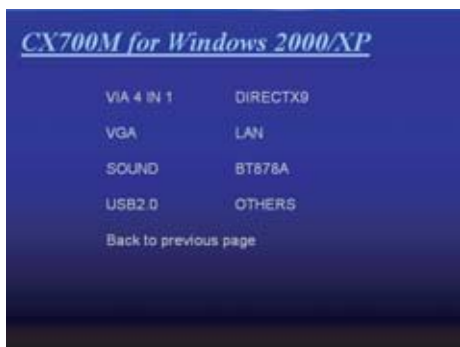 CX700M for Windows 2000/XP
VIA 4 IN 1 DIRECTX9
VGA LAN
SOUND BT878A
USB2.0 OTHERS
Back to previous page